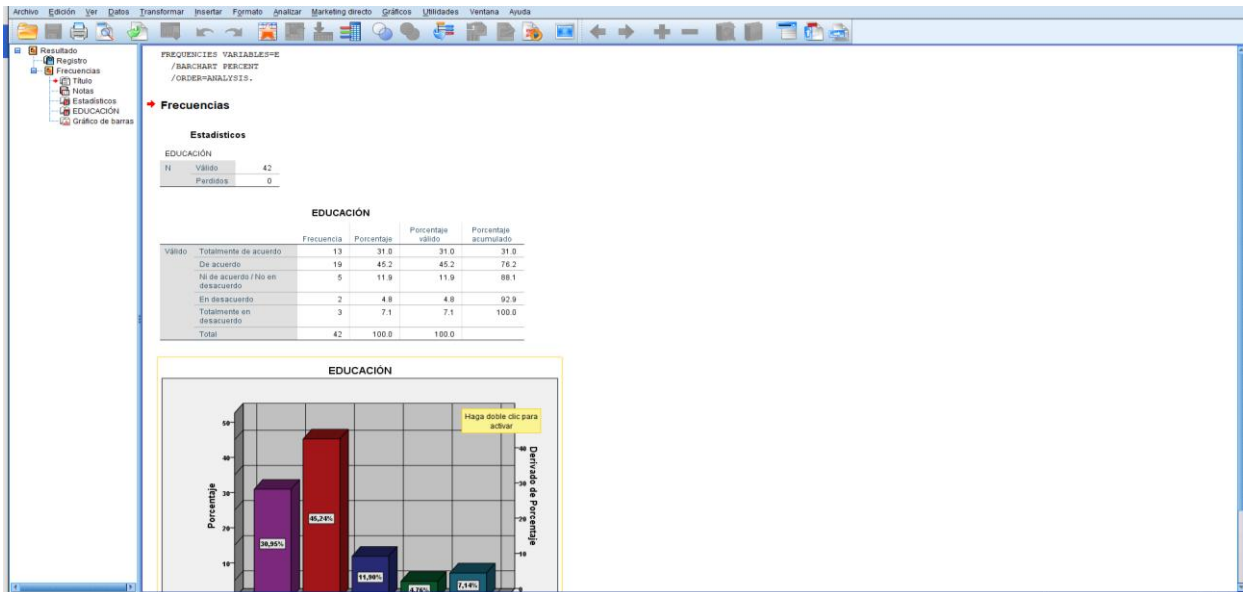 Archivo Edición Ver Datos Transformar Insertar Formato Analizar Marketing directo Gráficos Utilidades Ventana Ayuda
Resultado
Registro
Frecuencias
Título
Notas
Estadísticos
EDUCACIÓN
Gráfico de barras
FREQUENCIES VARIABLES=E
/BARCHART PERCENT
/ORDER=ANALYSIS.
Frecuencias
Estadísticos
EDUCACIÓN
N Válido 42
Perdidos 0
EDUCACIÓN
Frecuencia Porcentaje Porcentaje válido Porcentaje acumulado
Válido Totalmente de acuerdo 13 31.0 31.0 31.0
De acuerdo 19 45.2 45.2 76.2
Ni de acuerdo / No en desacuerdo 5 11.9 11.9 88.1
En desacuerdo 2 4.8 4.8 92.9
Totalmente en desacuerdo 3 7.1 7.1 100.0
Total 42 100.0 100.0
EDUCACIÓN
Haga doble clic para
activar
50
40
30
20
10
Porcentaje
30,95%
45,24%
11,90%
4,76%
7,14%
40
30
20
10
0
Derivado de Porcentaje